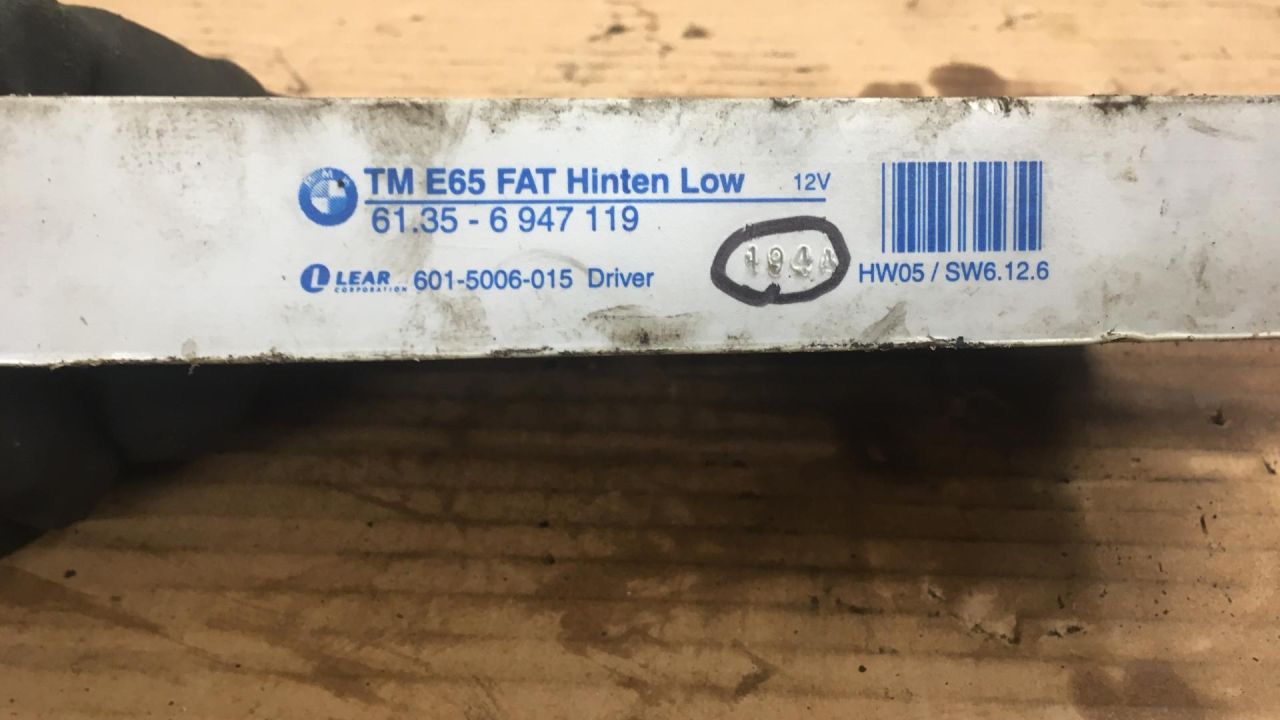 TM E65 FAT Hinten Low 12V
61.35 - 6 947 119
LEAR CORPORATION 601-5006-015 Driver
HW05 / SW6.12.6